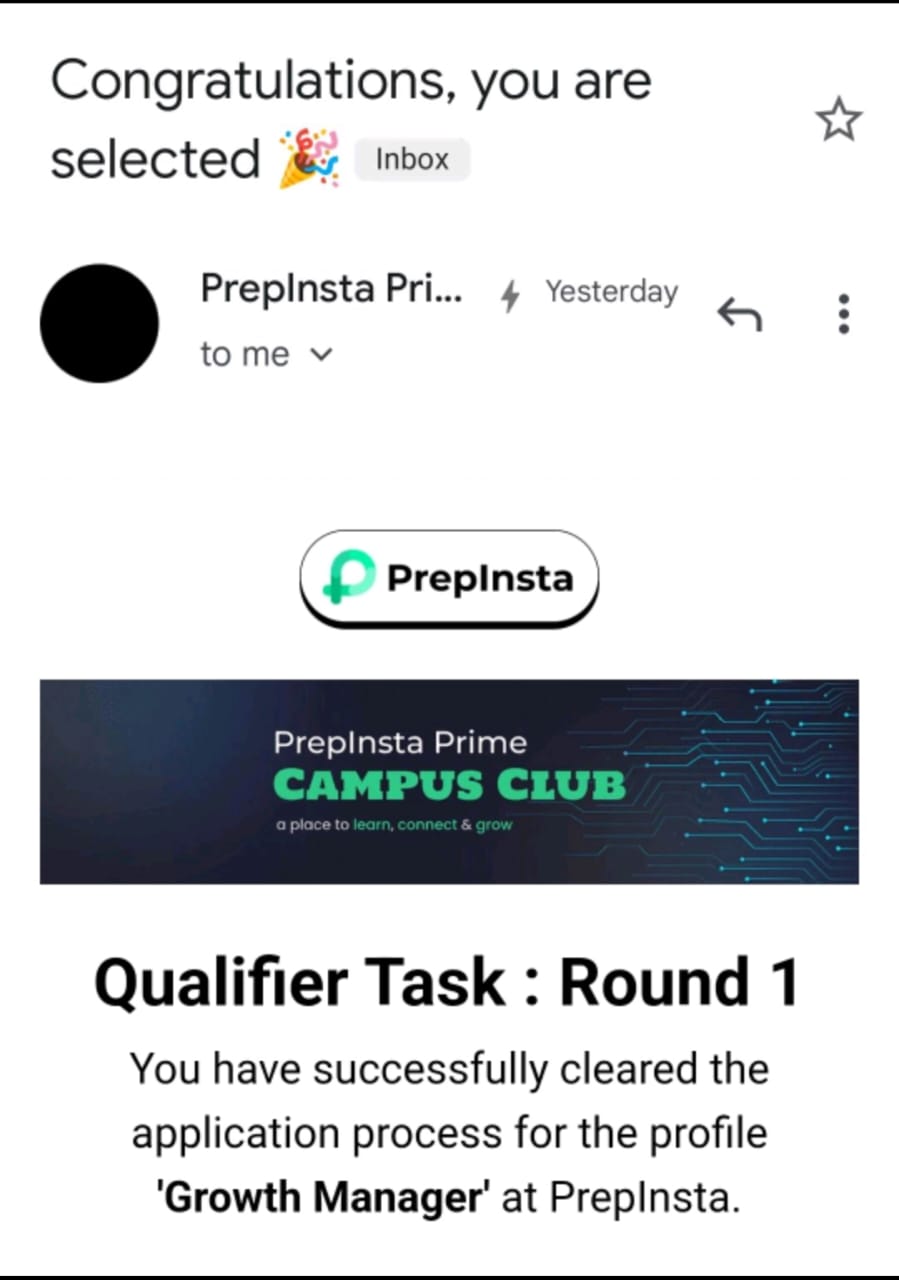 Congratulations, you are
selected 🎉 Inbox
PrepInsta Pri... Yesterday
to me
PrepInsta
PrepInsta Prime
CAMPUS CLUB
a place to learn, connect & grow
Qualifier Task : Round 1
You have successfully cleared the
application process for the profile
'Growth Manager' at PrepInsta.